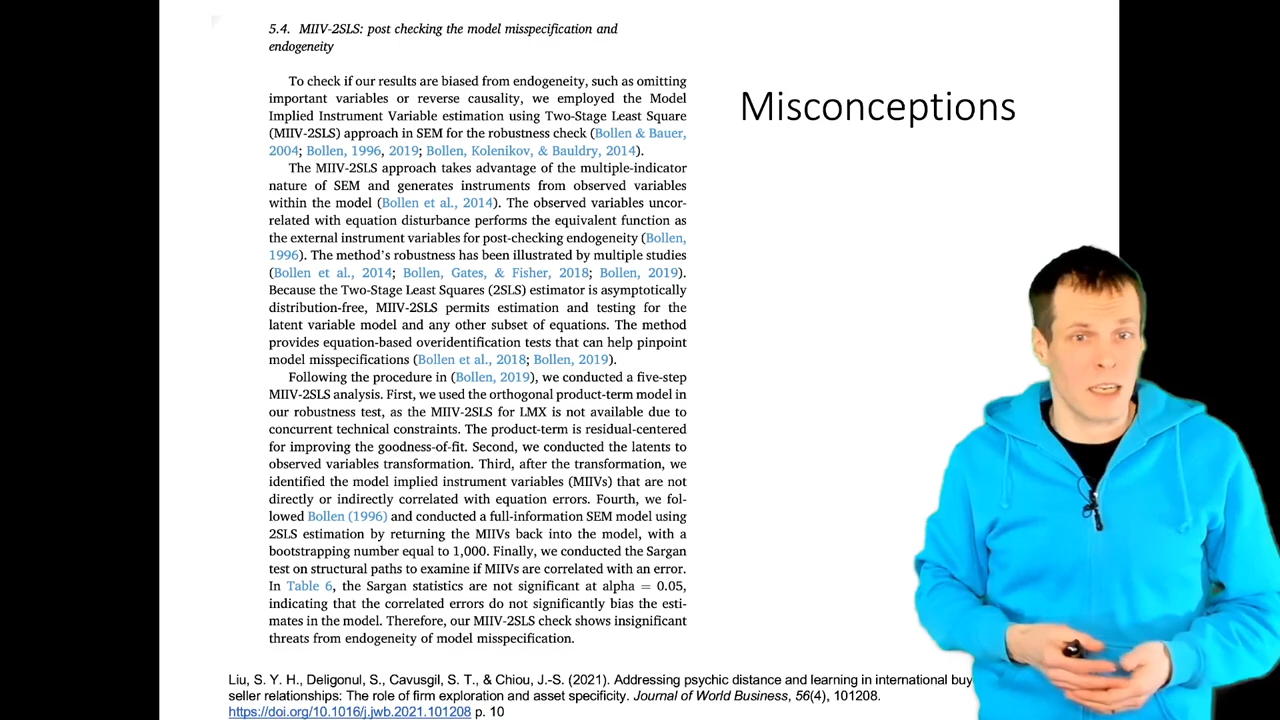 5.4. MIIV-2SLS: post checking the model misspecification and
endogeneity
To check if our results are biased from endogeneity, such as omitting
important variables or reverse causality, we employed the Model
Implied Instrument Variable estimation using Two-Stage Least Square
(MIIV-2SLS) approach in SEM for the robustness check (Bollen & Bauer,
2004; Bollen, 1996, 2019; Bollen, Kolenikov, & Bauldry, 2014).
The MIIV-2SLS approach takes advantage of the multiple-indicator
nature of SEM and generates instruments from observed variables
within the model (Bollen et al., 2014). The observed variables uncor-
related with equation disturbance performs the equivalent function as
the external instrument variables for post-checking endogeneity (Bollen,
1996). The method's robustness has been illustrated by multiple studies
(Bollen et al., 2014; Bollen, Gates, & Fisher, 2018; Bollen, 2019).
Because the Two-Stage Least Squares (2SLS) estimator is asymptotically
distribution-free, MIIV-2SLS permits estimation and testing for the
latent variable model and any other subset of equations. The method
provides equation-based overidentification tests that can help pinpoint
model misspecifications (Bollen et al., 2018; Bollen, 2019).
Following the procedure in (Bollen, 2019), we conducted a five-step
MIIV-2SLS analysis. First, we used the orthogonal product-term model in
our robustness test, as the MIIV-2SLS for LMX is not available due to
concurrent technical constraints. The product-term is residual-centered
for improving the goodness-of-fit. Second, we conducted the latents to
observed variables transformation. Third, after the transformation, we
identified the model implied instrument variables (MIIVs) that are not
directly or indirectly correlated with equation errors. Fourth, we fol-
lowed Bollen (1996) and conducted a full-information SEM model using
2SLS estimation by returning the MIIVs back into the model, with a
bootstrapping number equal to 1,000. Finally, we conducted the Sargan
test on structural paths to examine if MIIVs are correlated with an error.
In Table 6, the Sargan statistics are not significant at alpha = 0.05,
indicating that the correlated errors do not significantly bias the esti-
mates in the model. Therefore, our MIIV-2SLS check shows insignificant
threats from endogeneity of model misspecification.
Misconceptions
Liu, S. Y. H., Deligonul, S., Cavusgil, S. T., & Chiou, J.-S. (2021). Addressing psychic distance and learning in international buy
seller relationships: The role of firm exploration and asset specificity. Journal of World Business, 56(4), 101208.
https://doi.org/10.1016/j.jwb.2021.101208 p. 10